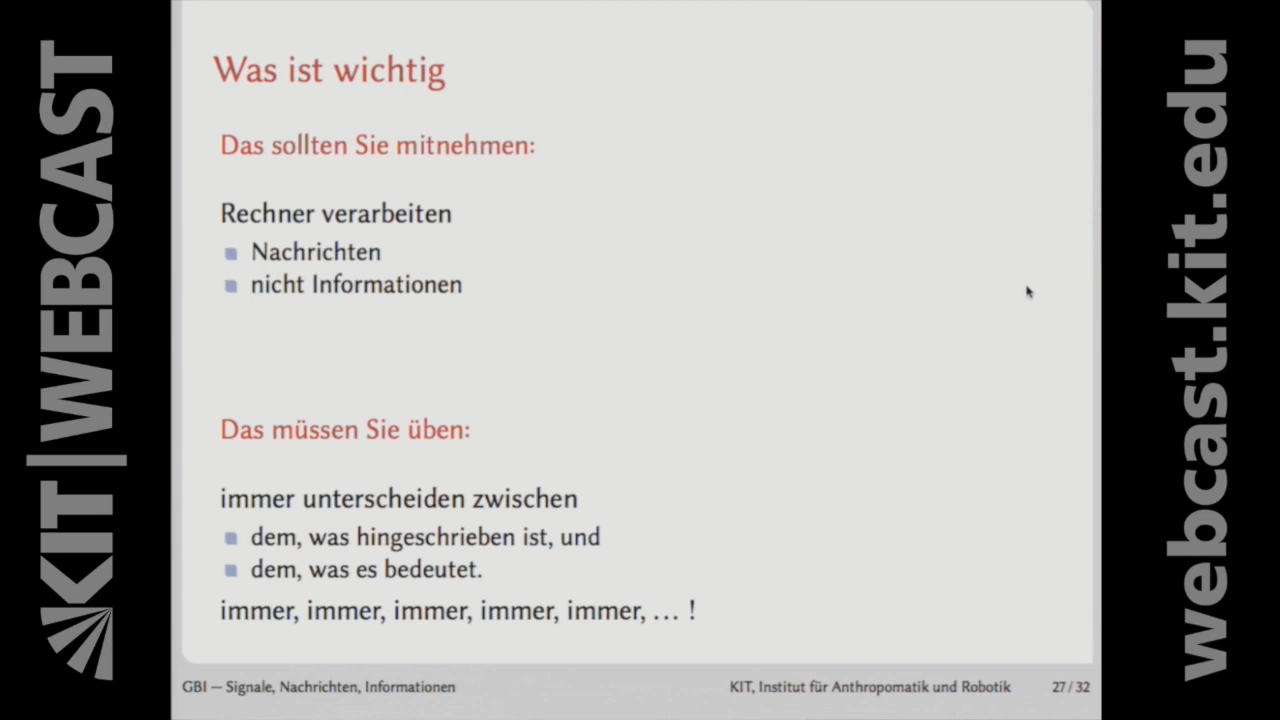 KIT|WEBCAST
Was ist wichtig
Das sollten Sie mitnehmen:
Rechner verarbeiten
Nachrichten
nicht Informationen
Das müssen Sie üben:
immer unterscheiden zwischen
dem, was hingeschrieben ist, und
dem, was es bedeutet.
immer, immer, immer, immer, immer, … !
GBI — Signale, Nachrichten, Informationen
KIT, Institut für Anthropomatik und Robotik
27 / 32
webcast.kit.edu